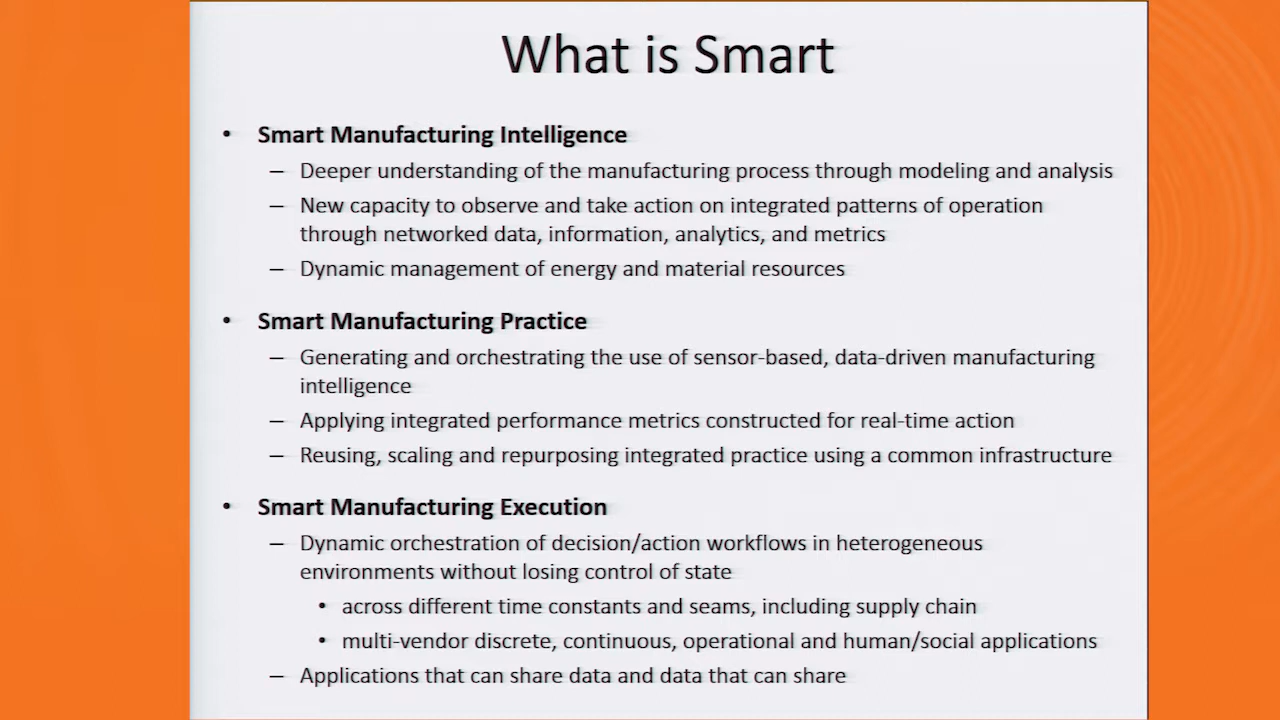 What is Smart
• Smart Manufacturing Intelligence
– Deeper understanding of the manufacturing process through modeling and analysis
– New capacity to observe and take action on integrated patterns of operation
through networked data, information, analytics, and metrics
– Dynamic management of energy and material resources
• Smart Manufacturing Practice
– Generating and orchestrating the use of sensor-based, data-driven manufacturing
intelligence
– Applying integrated performance metrics constructed for real-time action
– Reusing, scaling and repurposing integrated practice using a common infrastructure
• Smart Manufacturing Execution
– Dynamic orchestration of decision/action workflows in heterogeneous
environments without losing control of state
• across different time constants and seams, including supply chain
• multi-vendor discrete, continuous, operational and human/social applications
– Applications that can share data and data that can share